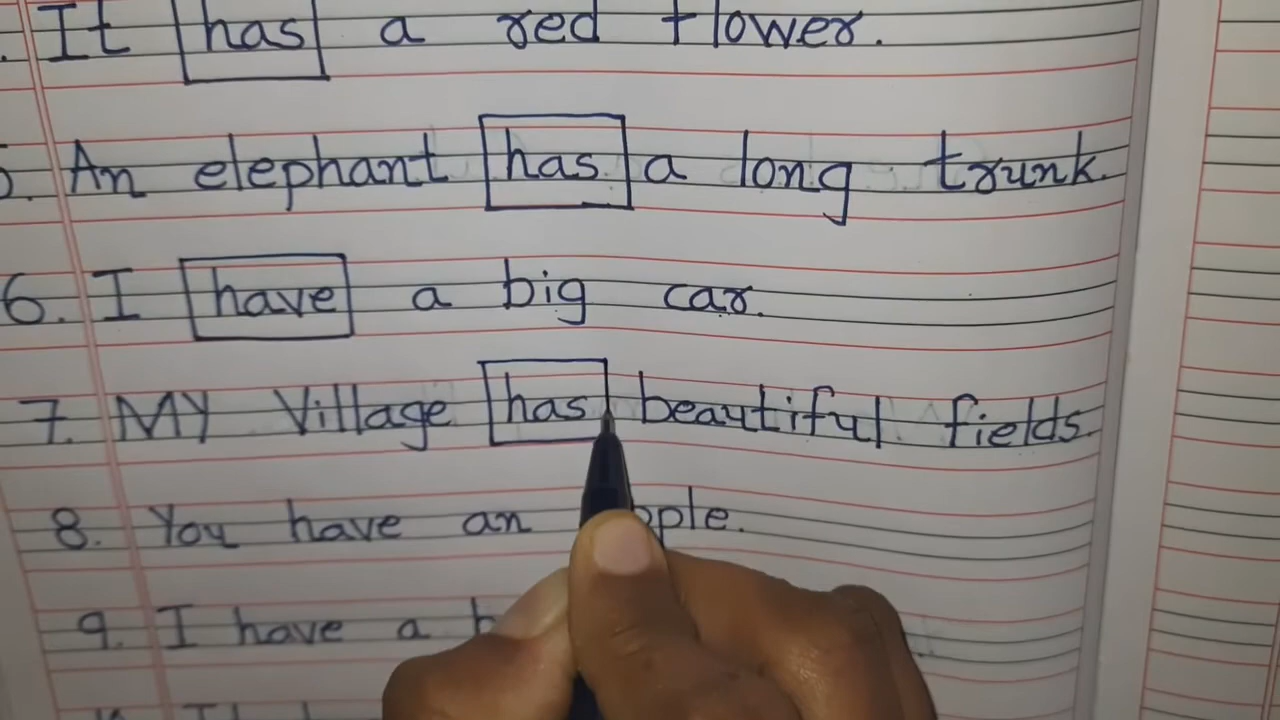 . It has a red flower.
5. An elephant has a long trunk.
6. I have a big car.
7. MY Village has beautiful fields.
8. You have an
9. I have a